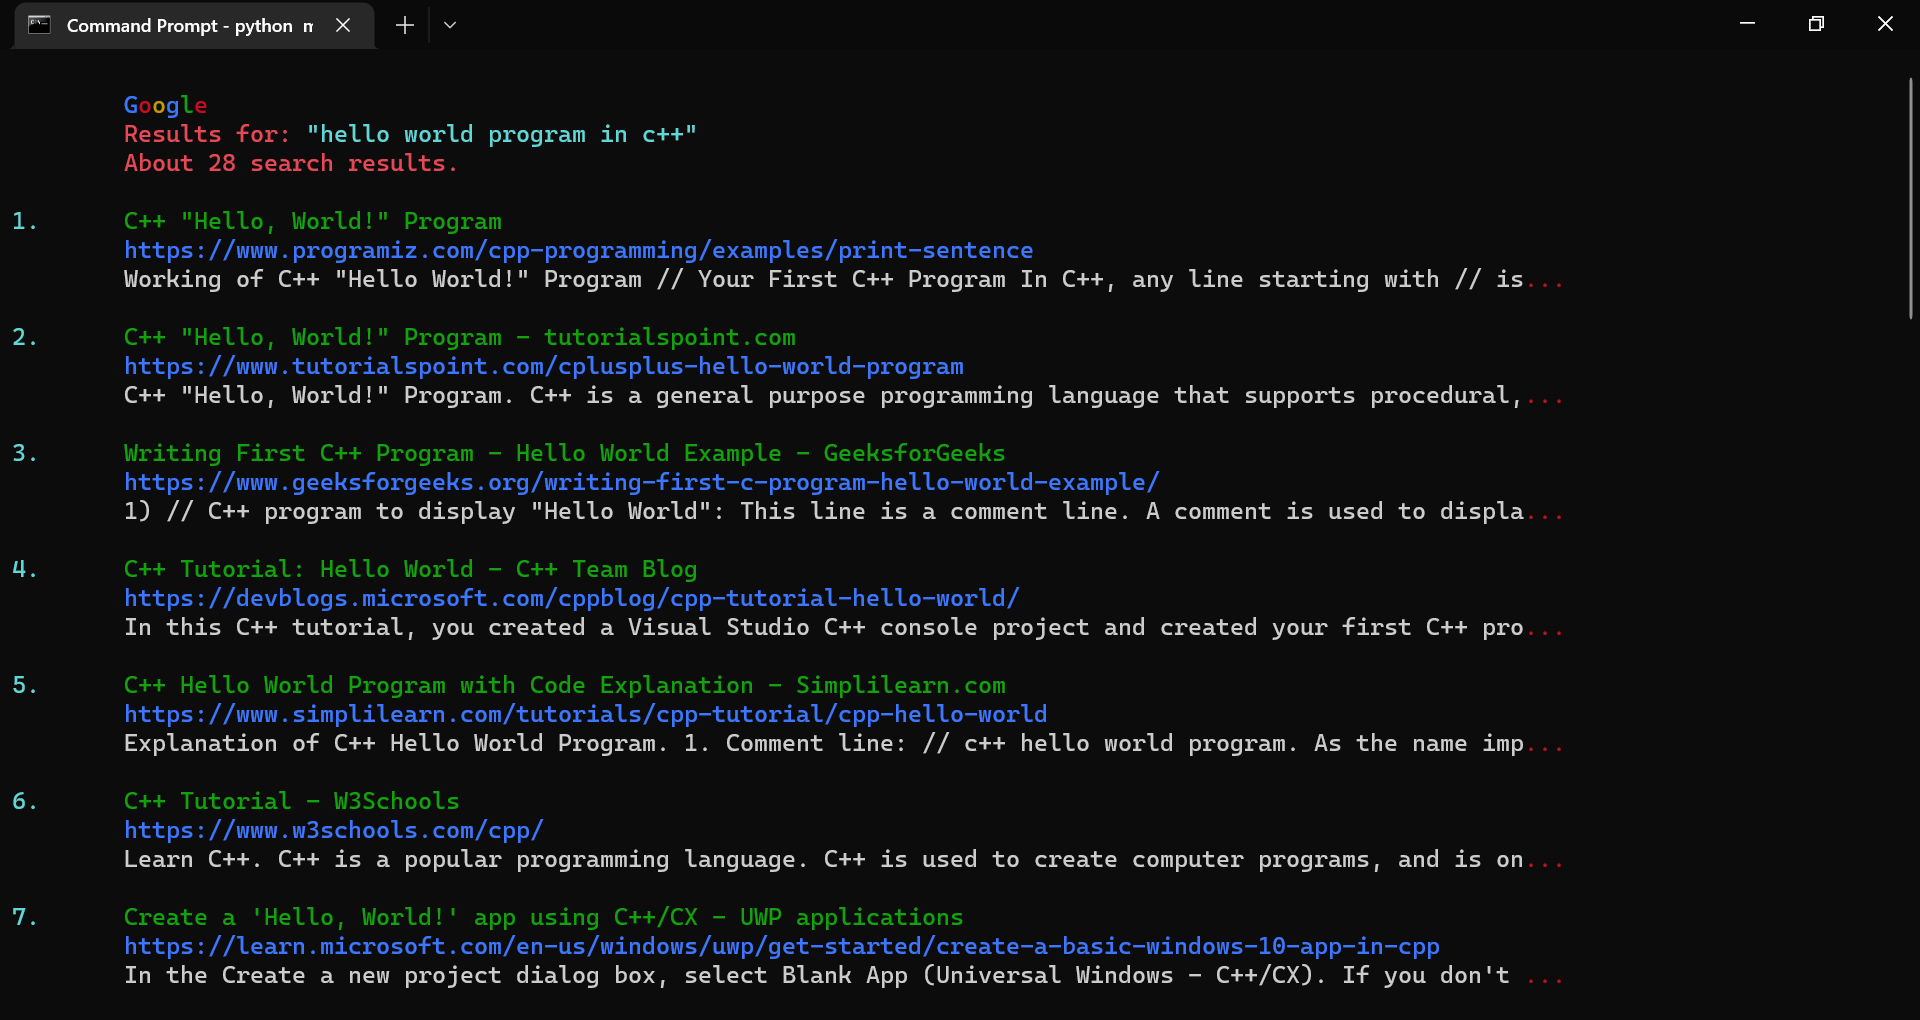 Command Prompt - python m
Google
Results for: "hello world program in c++"
About 28 search results.
1. C++ "Hello, World!" Program
https://www.programiz.com/cpp-programming/examples/print-sentence
Working of C++ "Hello World!" Program // Your First C++ Program In C++, any line starting with // is...
2. C++ "Hello, World!" Program - tutorialspoint.com
https://www.tutorialspoint.com/cplusplus-hello-world-program
C++ "Hello, World!" Program. C++ is a general purpose programming language that supports procedural,...
3. Writing First C++ Program - Hello World Example - GeeksforGeeks
https://www.geeksforgeeks.org/writing-first-c-program-hello-world-example/
1) // C++ program to display "Hello World": This line is a comment line. A comment is used to displa...
4. C++ Tutorial: Hello World - C++ Team Blog
https://devblogs.microsoft.com/cppblog/cpp-tutorial-hello-world/
In this C++ tutorial, you created a Visual Studio C++ console project and created your first C++ pro...
5. C++ Hello World Program with Code Explanation - Simplilearn.com
https://www.simplilearn.com/tutorials/cpp-tutorial/cpp-hello-world
Explanation of C++ Hello World Program. 1. Comment line: // c++ hello world program. As the name imp...
6. C++ Tutorial - W3Schools
https://www.w3schools.com/cpp/
Learn C++. C++ is a popular programming language. C++ is used to create computer programs, and is on...
7. Create a 'Hello, World!' app using C++/CX - UWP applications
https://learn.microsoft.com/en-us/windows/uwp/get-started/create-a-basic-windows-10-app-in-cpp
In the Create a new project dialog box, select Blank App (Universal Windows - C++/CX). If you don't ...